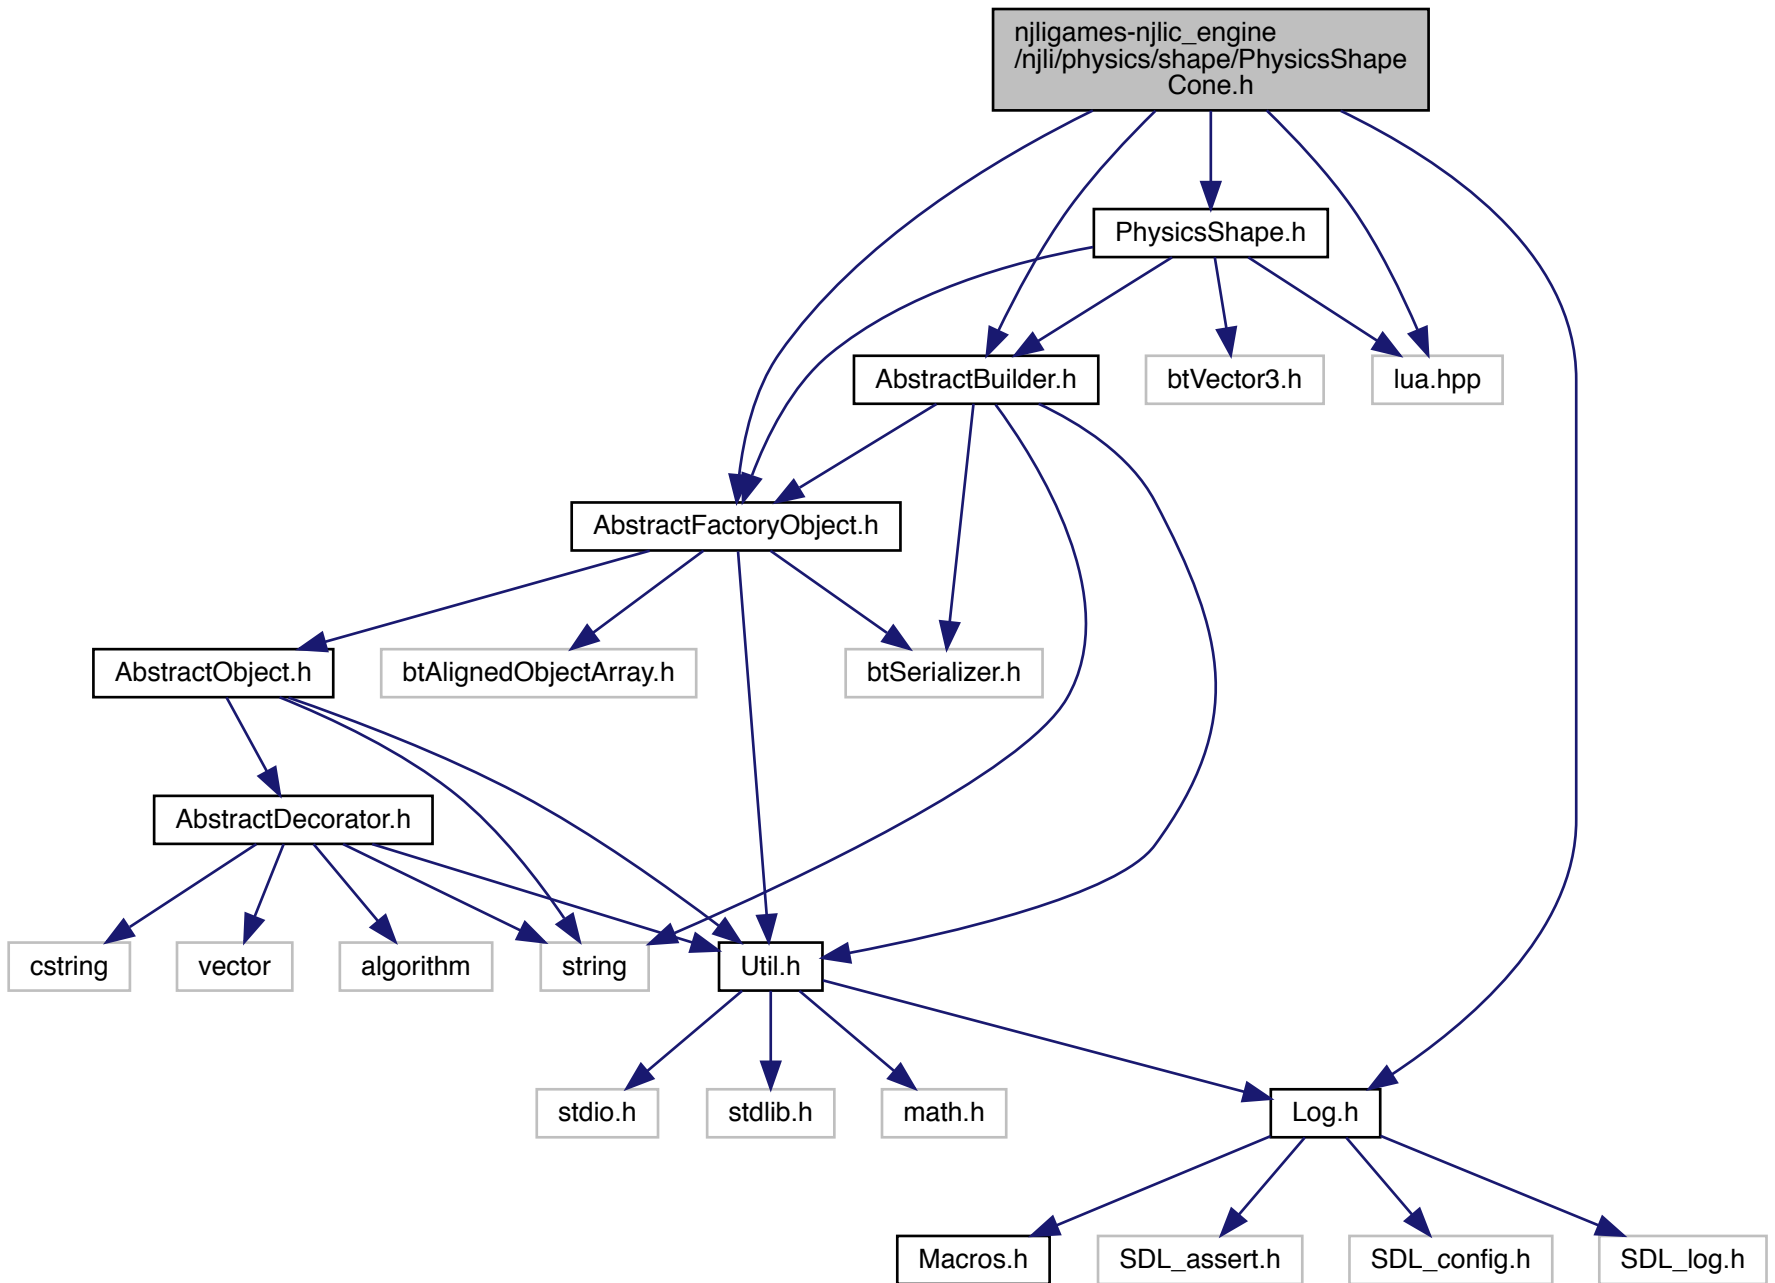 njligames-njlic_engine
/njli/physics/shape/PhysicsShape
Cone.h
PhysicsShape.h
AbstractBuilder.h
btVector3.h
lua.hpp
AbstractFactoryObject.h
AbstractObject.h
btAlignedObjectArray.h
btSerializer.h
AbstractDecorator.h
cstring
vector
algorithm
string
Util.h
stdio.h
stdlib.h
math.h
Log.h
Macros.h
SDL_assert.h
SDL_config.h
SDL_log.h